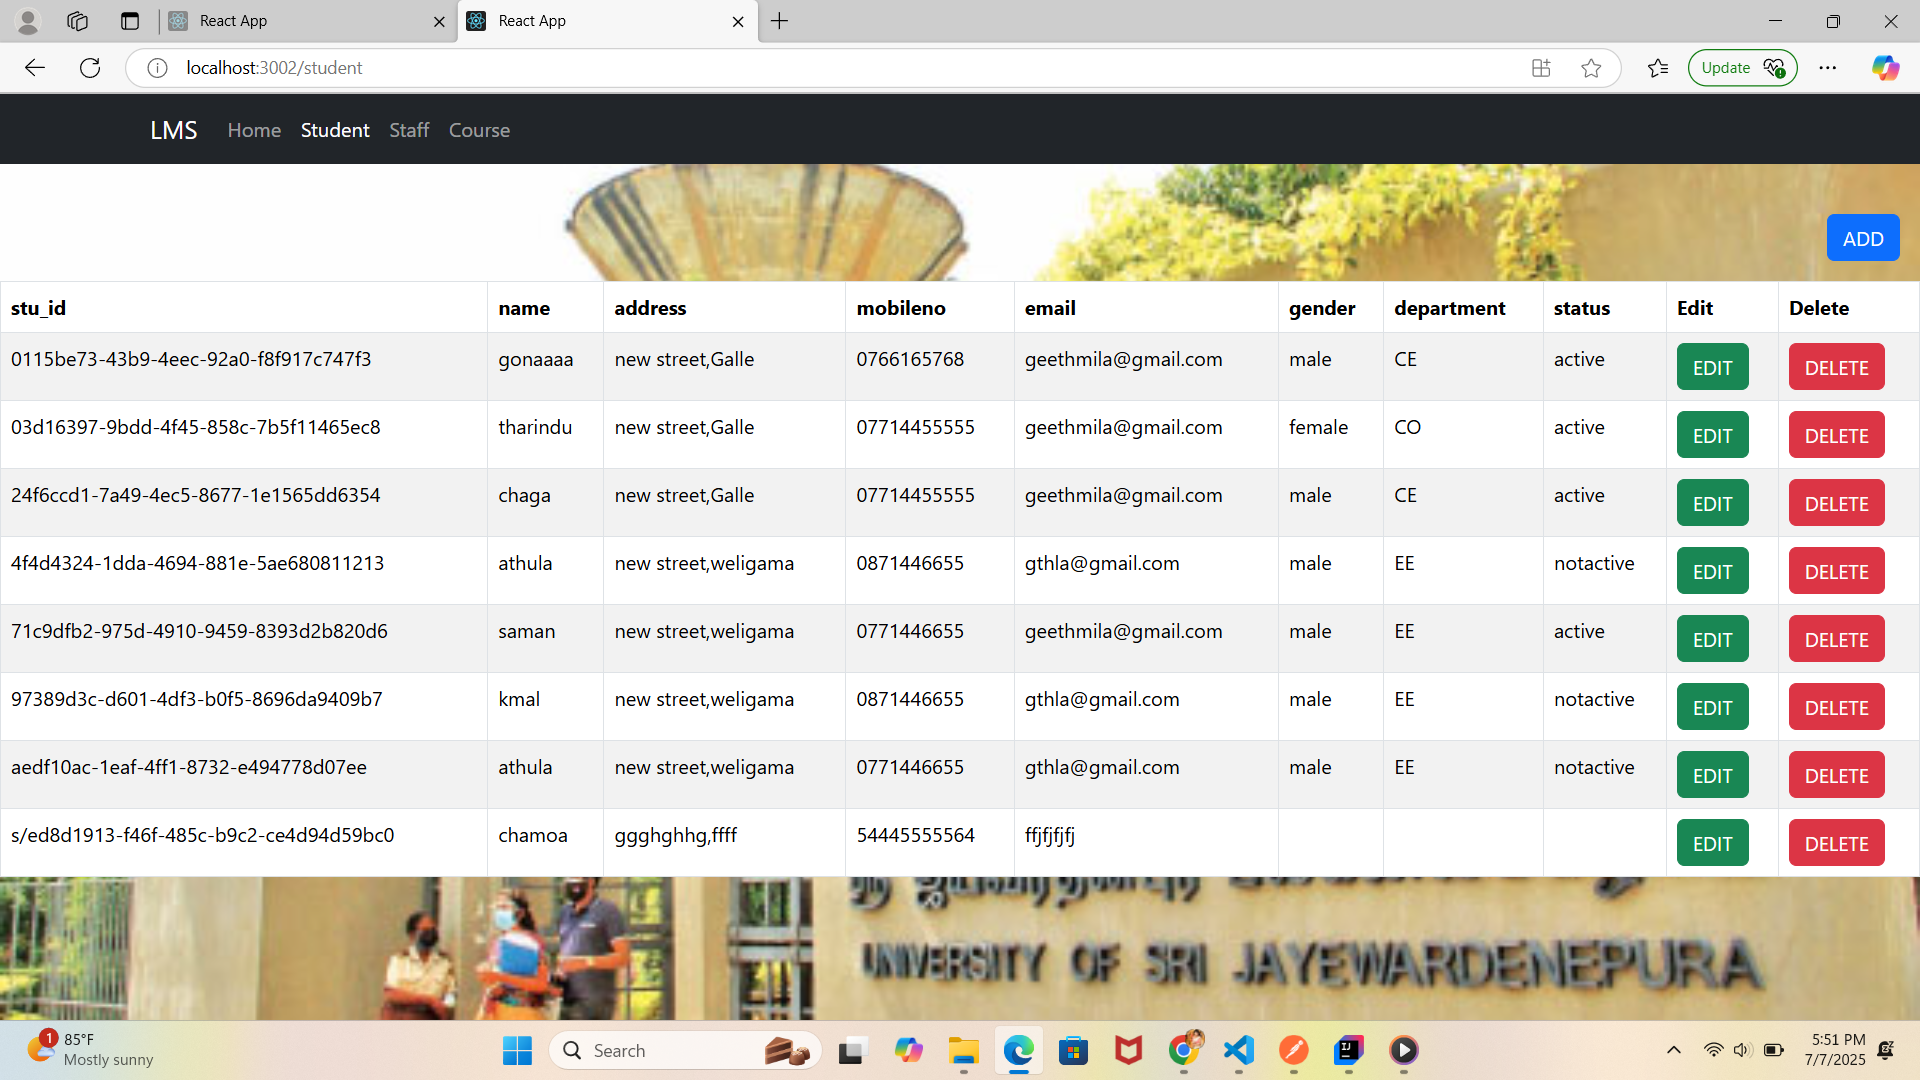 React App
React App
localhost:3002/student
Update
LMS Home Student Staff Course
ADD
stu_id name address mobileno email gender department status Edit Delete
0115be73-43b9-4eec-92a0-f8f917c747f3 gonaaaa new street,Galle 0766165768 geethmila@gmail.com male CE active EDIT DELETE
03d16397-9bdd-4f45-858c-7b5f11465ec8 tharindu new street,Galle 07714455555 geethmila@gmail.com female CO active EDIT DELETE
24f6ccd1-7a49-4ec5-8677-1e1565dd6354 chaga new street,Galle 07714455555 geethmila@gmail.com male CE active EDIT DELETE
4f4d4324-1dda-4694-881e-5ae680811213 athula new street,weligama 0871446655 gthla@gmail.com male EE notactive EDIT DELETE
71c9dfb2-975d-4910-9459-8393d2b820d6 saman new street,weligama 0771446655 geethmila@gmail.com male EE active EDIT DELETE
97389d3c-d601-4df3-b0f5-8696da9409b7 kmal new street,weligama 0871446655 gthla@gmail.com male EE notactive EDIT DELETE
aedf10ac-1eaf-4ff1-8732-e494778d07ee athula new street,weligama 0771446655 gthla@gmail.com male EE notactive EDIT DELETE
s/ed8d1913-f46f-485c-b9c2-ce4d94d59bc0 chamoa ggghghhg,ffff 54445555564 ffjfjfjfj EDIT DELETE
UNIVERSITY OF SRI JAYEWARDENEPURA
1
85°F
Mostly sunny
Search
5:51 PM
7/7/2025